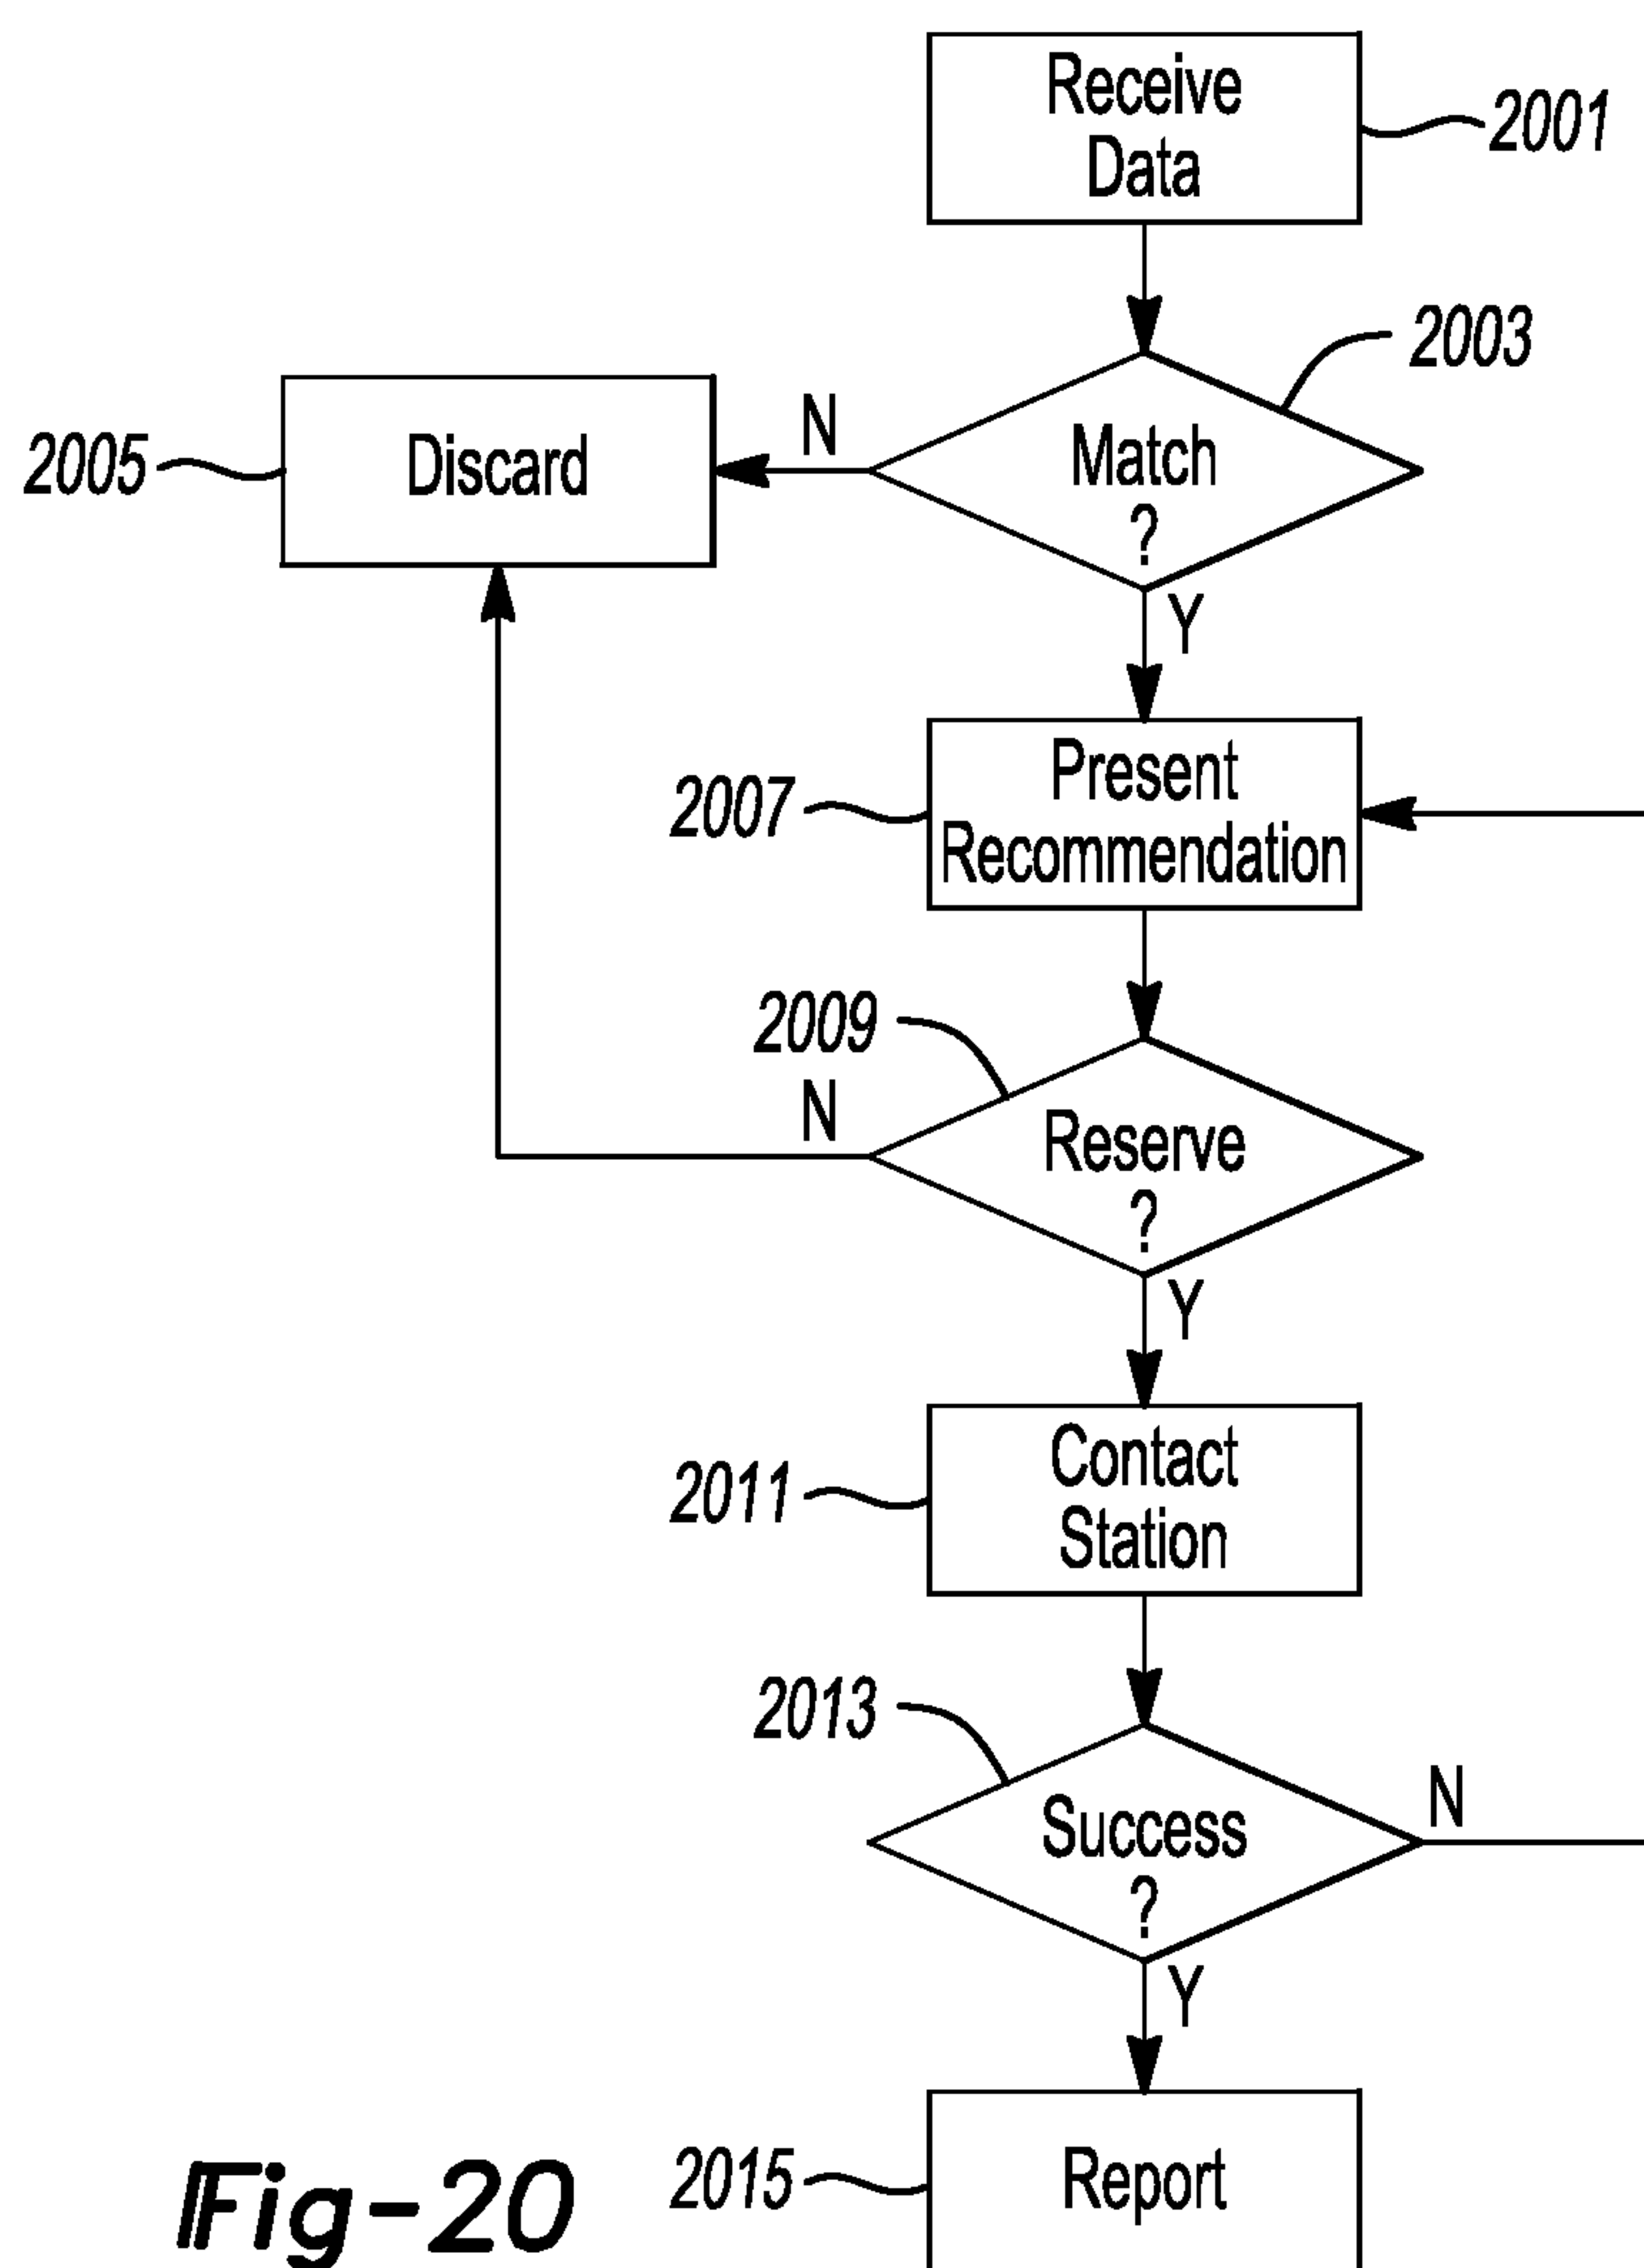 Receive
Data
2001
2003
Match
?
N
Discard
2005
Y
Present
Recommendation
2007
2009
Reserve
?
N
Y
Contact
Station
2011
2013
Success
?
N
Y
Report
2015
Fig-20